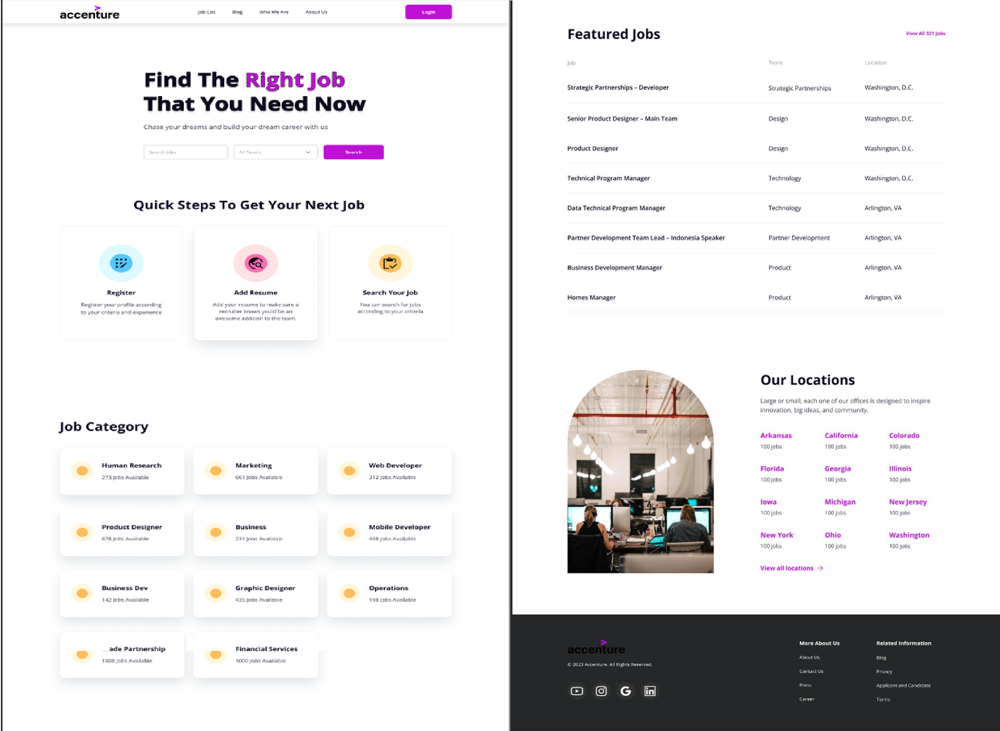 accenture
Job List Blog Who We Are About Us Login
Find The Right Job
That You Need Now
Chase your dreams and build your dream career with us
Search Jobs All Teams Search
Quick Steps To Get Your Next Job
Register
Register your profile according
to your criteria and experience
Add Resume
Add your resume to make sure a
recruiter knows you'd be an
awesome addition to the team.
Search Your Job
You can search for jobs
according to your criteria
Job Category
Human Research
273 Jobs Available
Marketing
661 Jobs Available
Web Developer
312 Jobs Available
Product Designer
678 Jobs Available
Business
231 Jobs Available
Mobile Developer
498 Jobs Available
Business Dev
142 Jobs Available
Graphic Designer
435 Jobs Available
Operations
198 Jobs Available
ade Partnership
1000 Jobs Available
Financial Services
1000 Jobs Available
Featured Jobs
View All 321 Jobs
Job Team Location
Strategic Partnerships – Developer Strategic Partnerships Washington, D.C.
Senior Product Designer – Main Team Design Washington, D.C.
Product Designer Design Washington, D.C.
Technical Program Manager Technology Washington, D.C.
Data Technical Program Manager Technology Arlington, VA
Partner Development Team Lead – Indonesia Speaker Partner Development Arlington, VA
Business Development Manager Product Arlington, VA
Homes Manager Product Arlington, VA
Our Locations
Large or small, each one of our offices is designed to inspire
innovation, big ideas, and community.
Arkansas California Colorado
100 jobs 100 jobs 100 jobs
Florida Georgia Illinois
100 jobs 100 jobs 100 jobs
Iowa Michigan New Jersey
100 jobs 100 jobs 100 jobs
New York Ohio Washington
100 jobs 100 jobs 100 jobs
View all locations →
accenture
© 2023 Accenture. All Rights Reserved.
More About Us
About Us
Contact Us
Press
Career
Related Information
Blog
Privacy
Applicant and Candidate
Terms